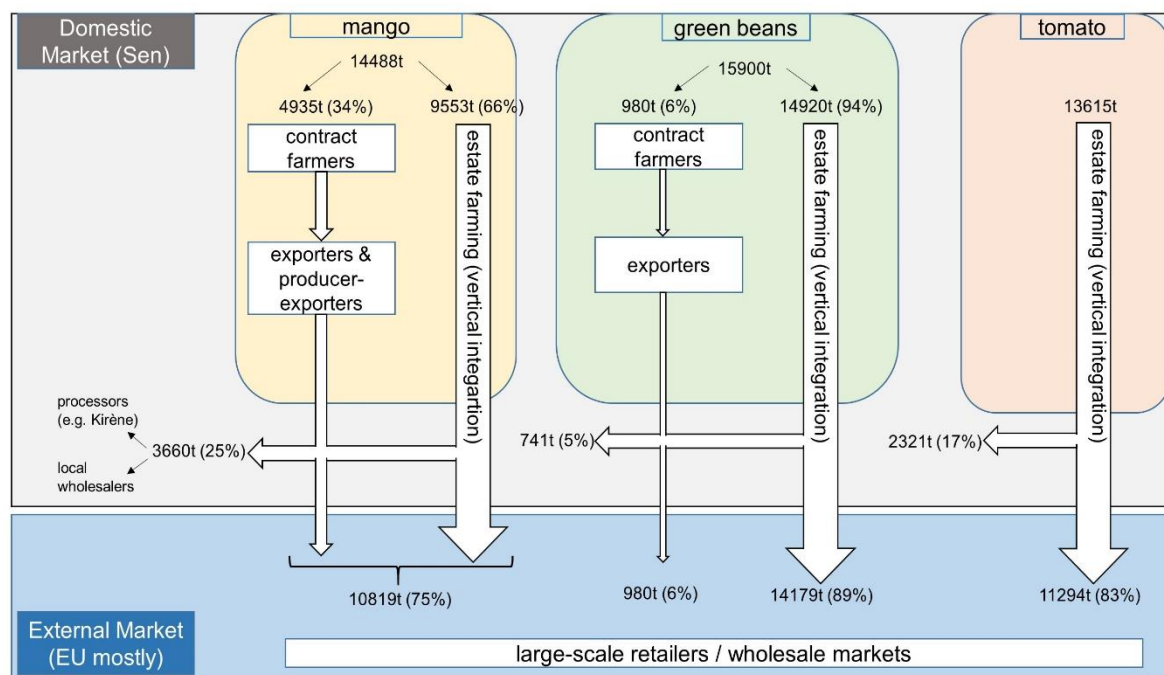 Domestic
Market (Sen)
mango
14488t
4935t (34%)
9553t (66%)
contract
farmers
exporters &
producer-
exporters
estate farming (vertical integartion)
processors
(e.g. Kirène)
3660t (25%)
local
wholesalers
10819t (75%)
green beans
15900t
980t (6%)
14920t (94%)
contract
farmers
exporters
estate farming (vertical integration)
741t (5%)
980t (6%)
14179t (89%)
tomato
13615t
estate farming (vertical integration)
2321t (17%)
11294t (83%)
External Market
(EU mostly)
large-scale retailers / wholesale markets